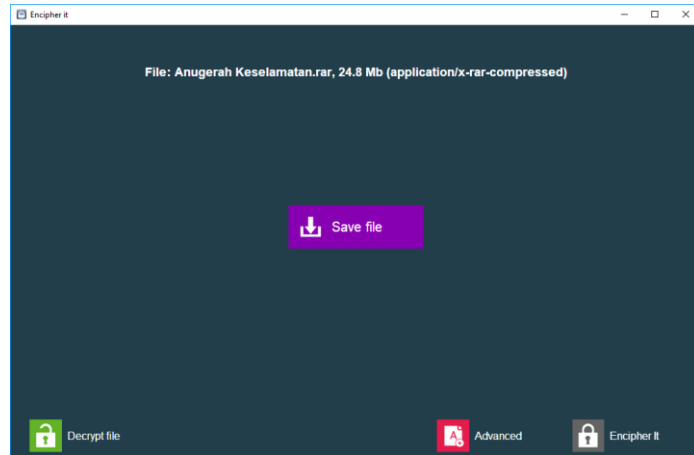 Encipher it
File: Anugerah Keselamatan.rar, 24.8 Mb (application/x-rar-compressed)
Save file
Decrypt file
Advanced
Encipher It